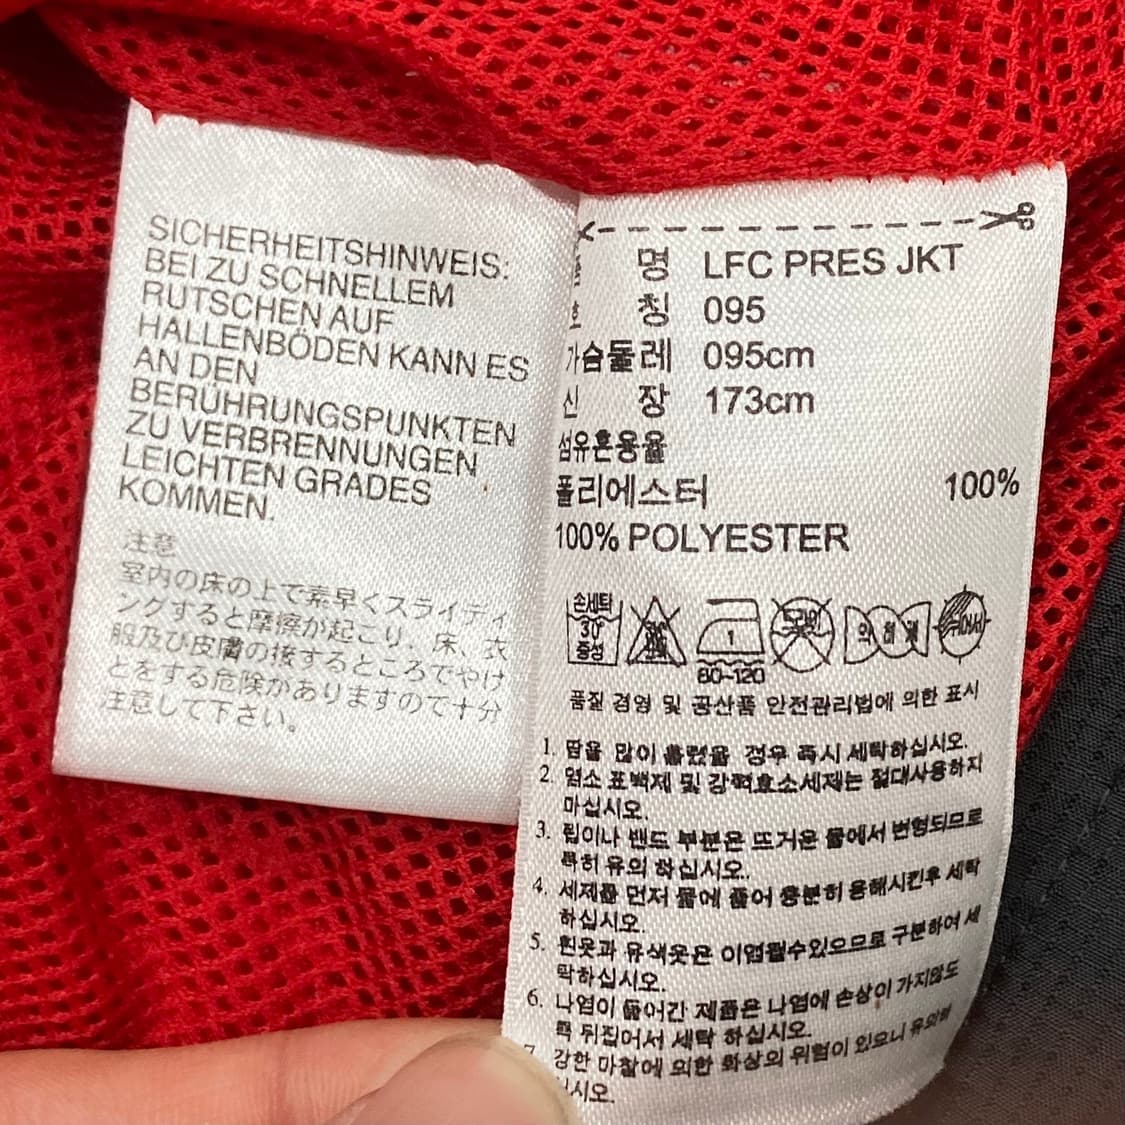 SICHERHEITSHINWEIS:
BEI ZU SCHNELLEM
RUTSCHEN AUF
HALLENBÖDEN KANN ES
AN DEN
BERÜHRUNGSPUNKTEN
ZU VERBRENNUNGEN
LEICHTEN GRADES
KOMMEN.
注意
室内の床の上で素早くスライディ
ングすると摩擦が起こり、床、衣
服及び皮膚の接するところでやけ
どをする危険がありますので十分
注意して下さい。
명 LFC PRES JKT
칭 095
가슴둘레 095cm
신 장 173cm
섬유혼용율
폴리에스터 100%
100% POLYESTER
손세탁
30°
중성
1
80~120
품질 경영 및 공산품 안전관리법에 의한 표시
1. 땀을 많이 흘렸을 경우 즉시 세탁하십시오.
2. 염소 표백제 및 강력효소세제는 절대사용하지
마십시오.
3. 립이나 밴드 부분은 뜨거운 물에서 변형되므로
특히 유의 하십시오.
4. 세제를 먼저 물에 풀어 충분히 용해시킨후 세탁
하십시오.
5. 흰옷과 유색옷은 이염될수있으므로 구분하여 세
탁하십시오.
6. 나염이 들어간 제품은 나염에 손상이 가지않도
록 뒤집어서 세탁 하십시오.
7. 강한 마찰에 의한 화상의 위험이 있으니 유의하
십시오.